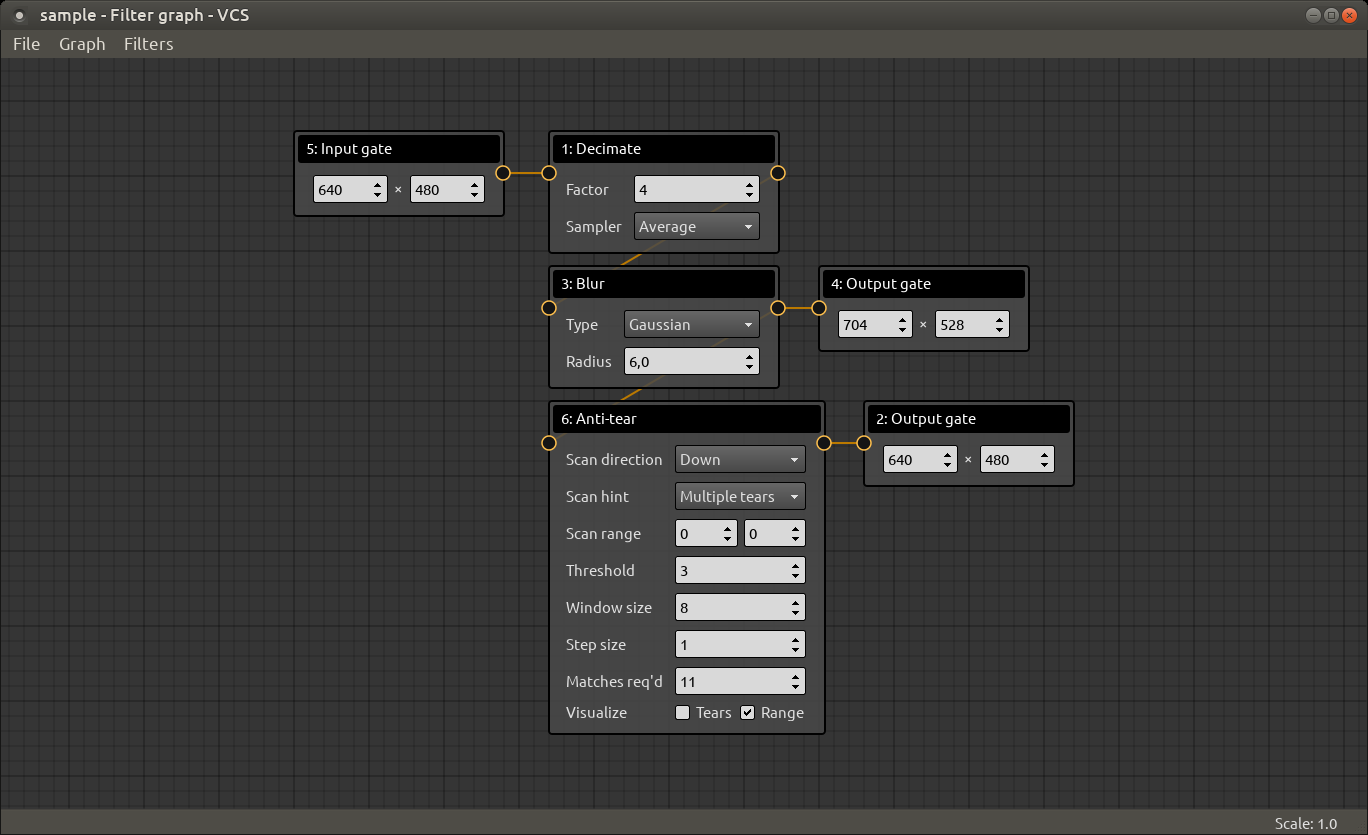 sample - Filter graph - VCS
File Graph Filters
5: Input gate
640 × 480
1: Decimate
Factor 4
Sampler Average
3: Blur
Type Gaussian
Radius 6,0
4: Output gate
704 × 528
6: Anti-tear
Scan direction Down
Scan hint Multiple tears
Scan range 0 0
Threshold 3
Window size 8
Step size 1
Matches req'd 11
Visualize Tears Range
2: Output gate
640 × 480
Scale: 1.0